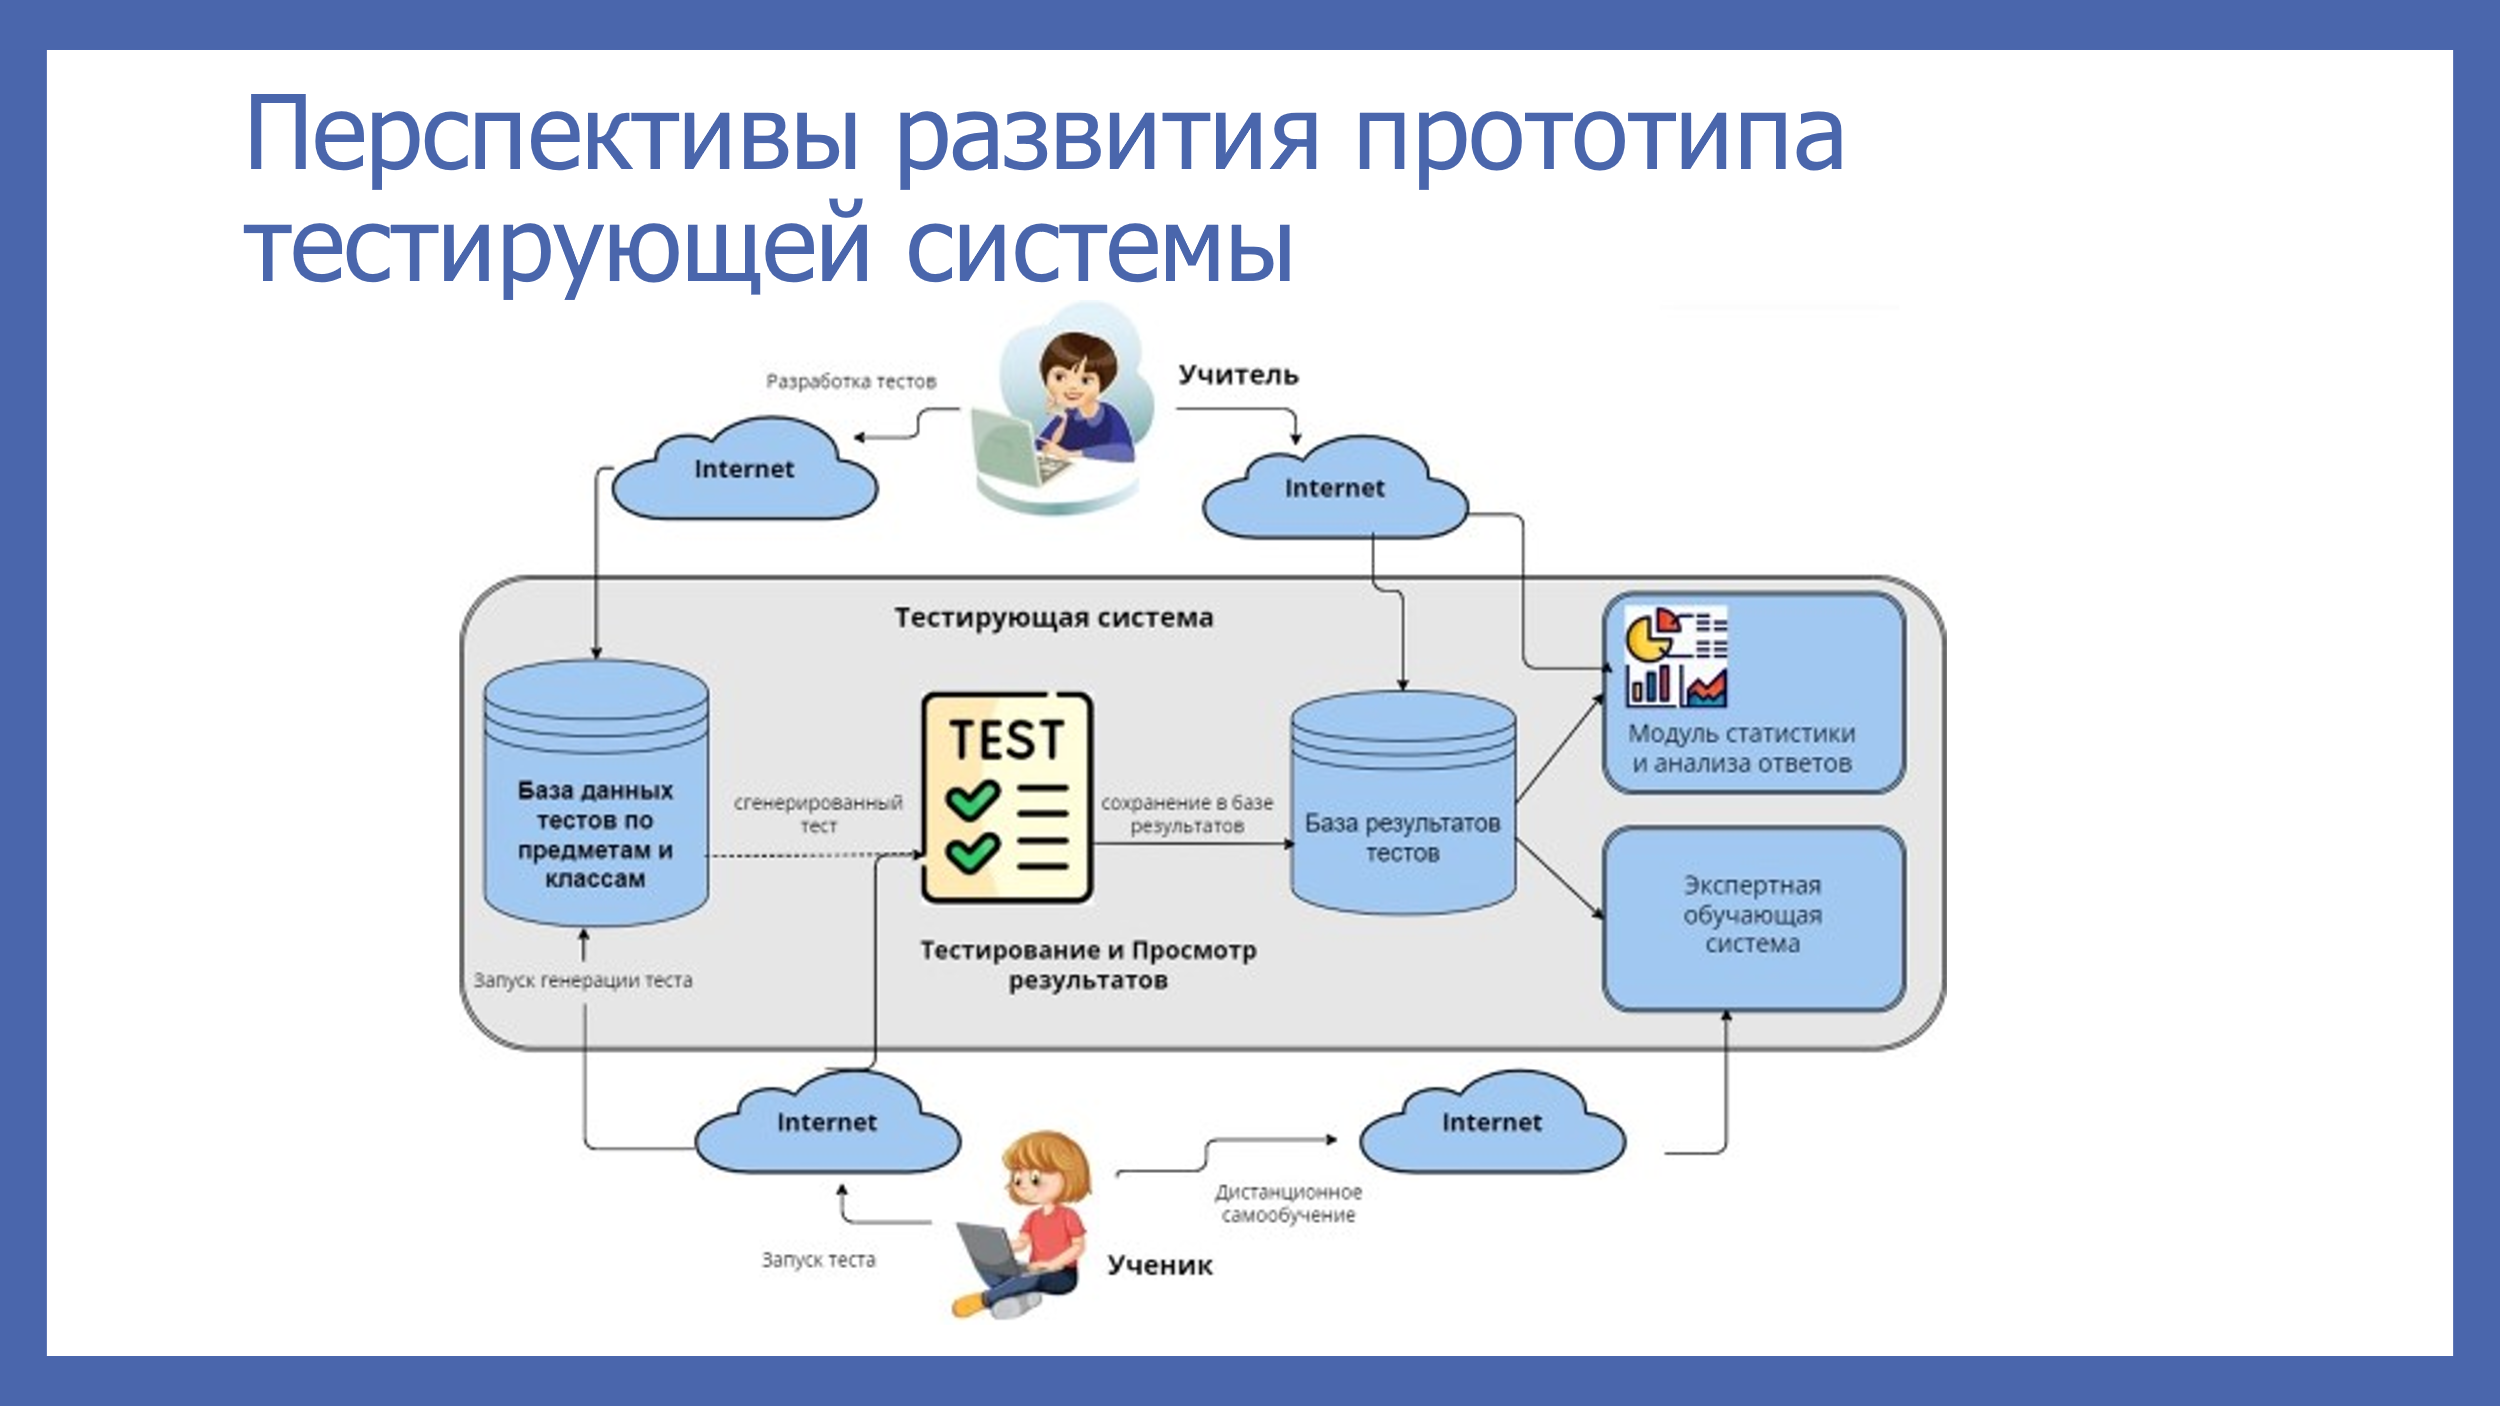 Перспективы развития прототипа
тестирующей системы
Разработка тестов
Учитель
Internet
Internet
Тестирующая система
TEST
База данных
тестов по
предметам и
классам
сгенерированный
тест
сохранение в базе
результатов
База результатов
тестов
Модуль статистики
и анализа ответов
Экспертная
обучающая
система
Тестирование и Просмотр
результатов
Запуск генерации теста
Internet
Internet
Дистанционное
самообучение
Запуск теста
Ученик